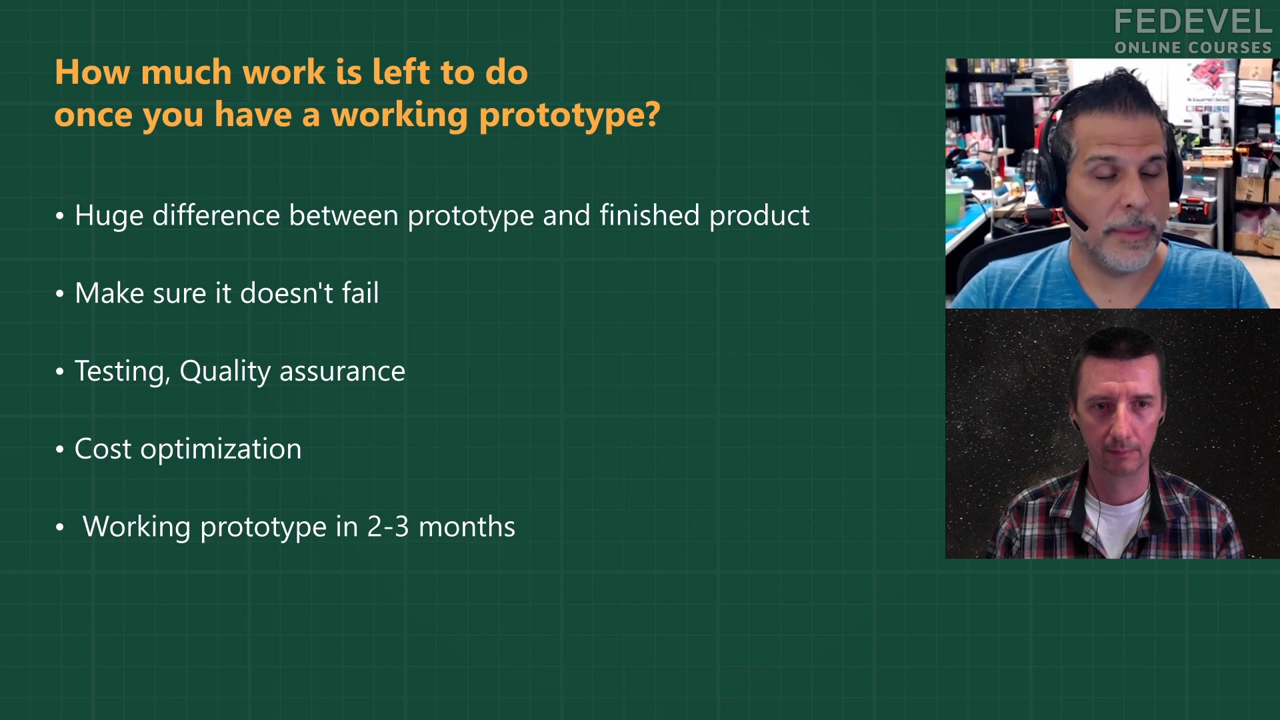 FEDEVEL
ONLINE COURSES
How much work is left to do
once you have a working prototype?
• Huge difference between prototype and finished product
• Make sure it doesn't fail
• Testing, Quality assurance
• Cost optimization
• Working prototype in 2-3 months